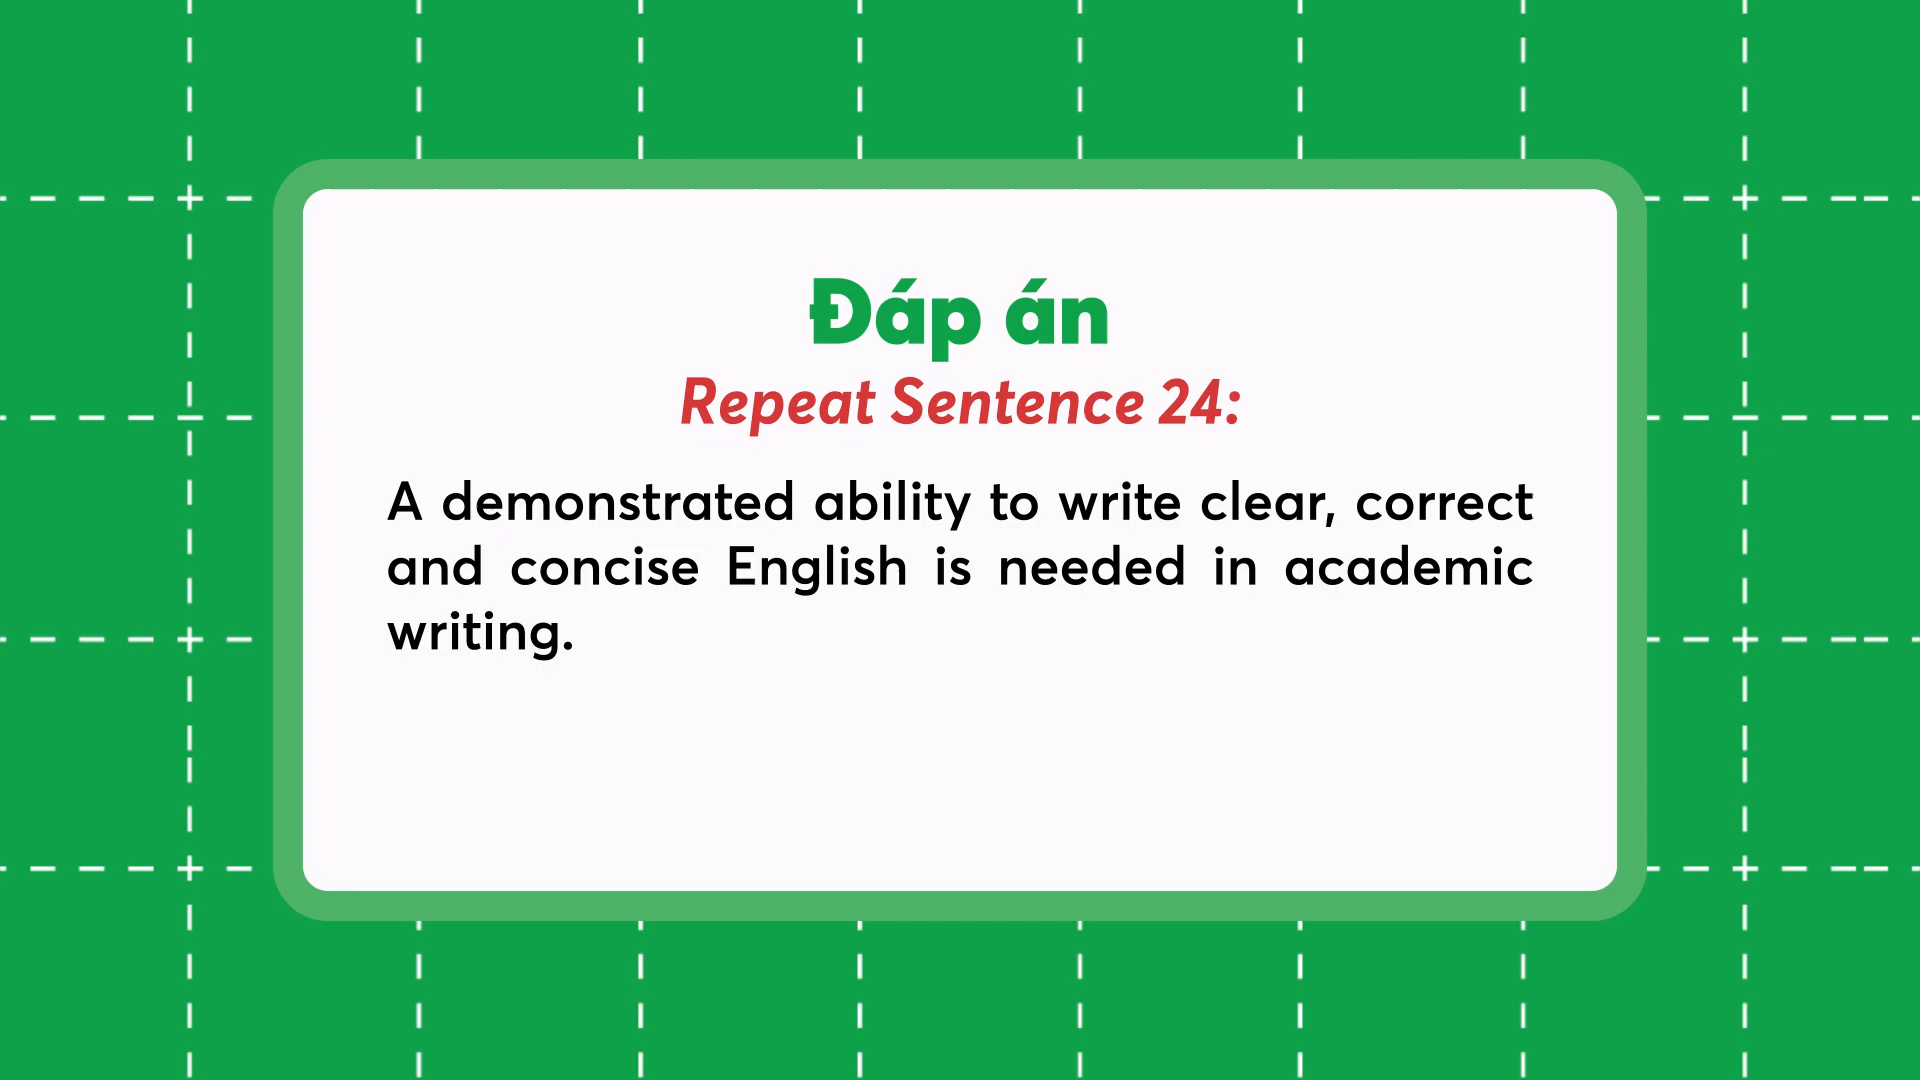 Đáp án
Repeat Sentence 24:
A demonstrated ability to write clear, correct
and concise English is needed in academic
writing.